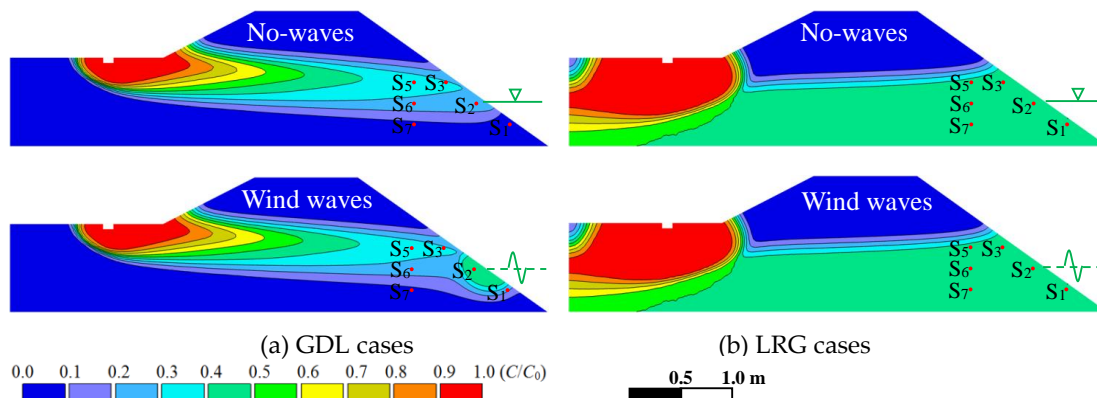 No-waves
S5 S3
S6 S2
S7 S1
No-waves
S5 S3
S6 S2
S7 S1
Wind waves
S5 S3
S6 S2
S7 S1
Wind waves
S5 S3
S6 S2
S7 S1
(a) GDL cases
(b) LRG cases
0.0 0.1 0.2 0.3 0.4 0.5 0.6 0.7 0.8 0.9 1.0 (C/C0)
0.5 1.0 m